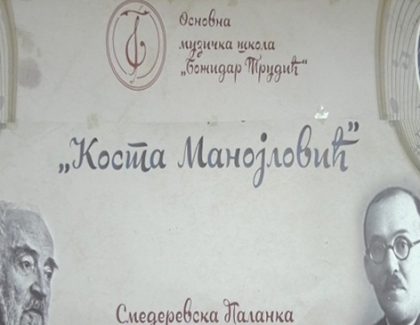 Основна
музичка школа
„Божидар Трудић“
„Коста Манојловић”
Смедеревска Паланка